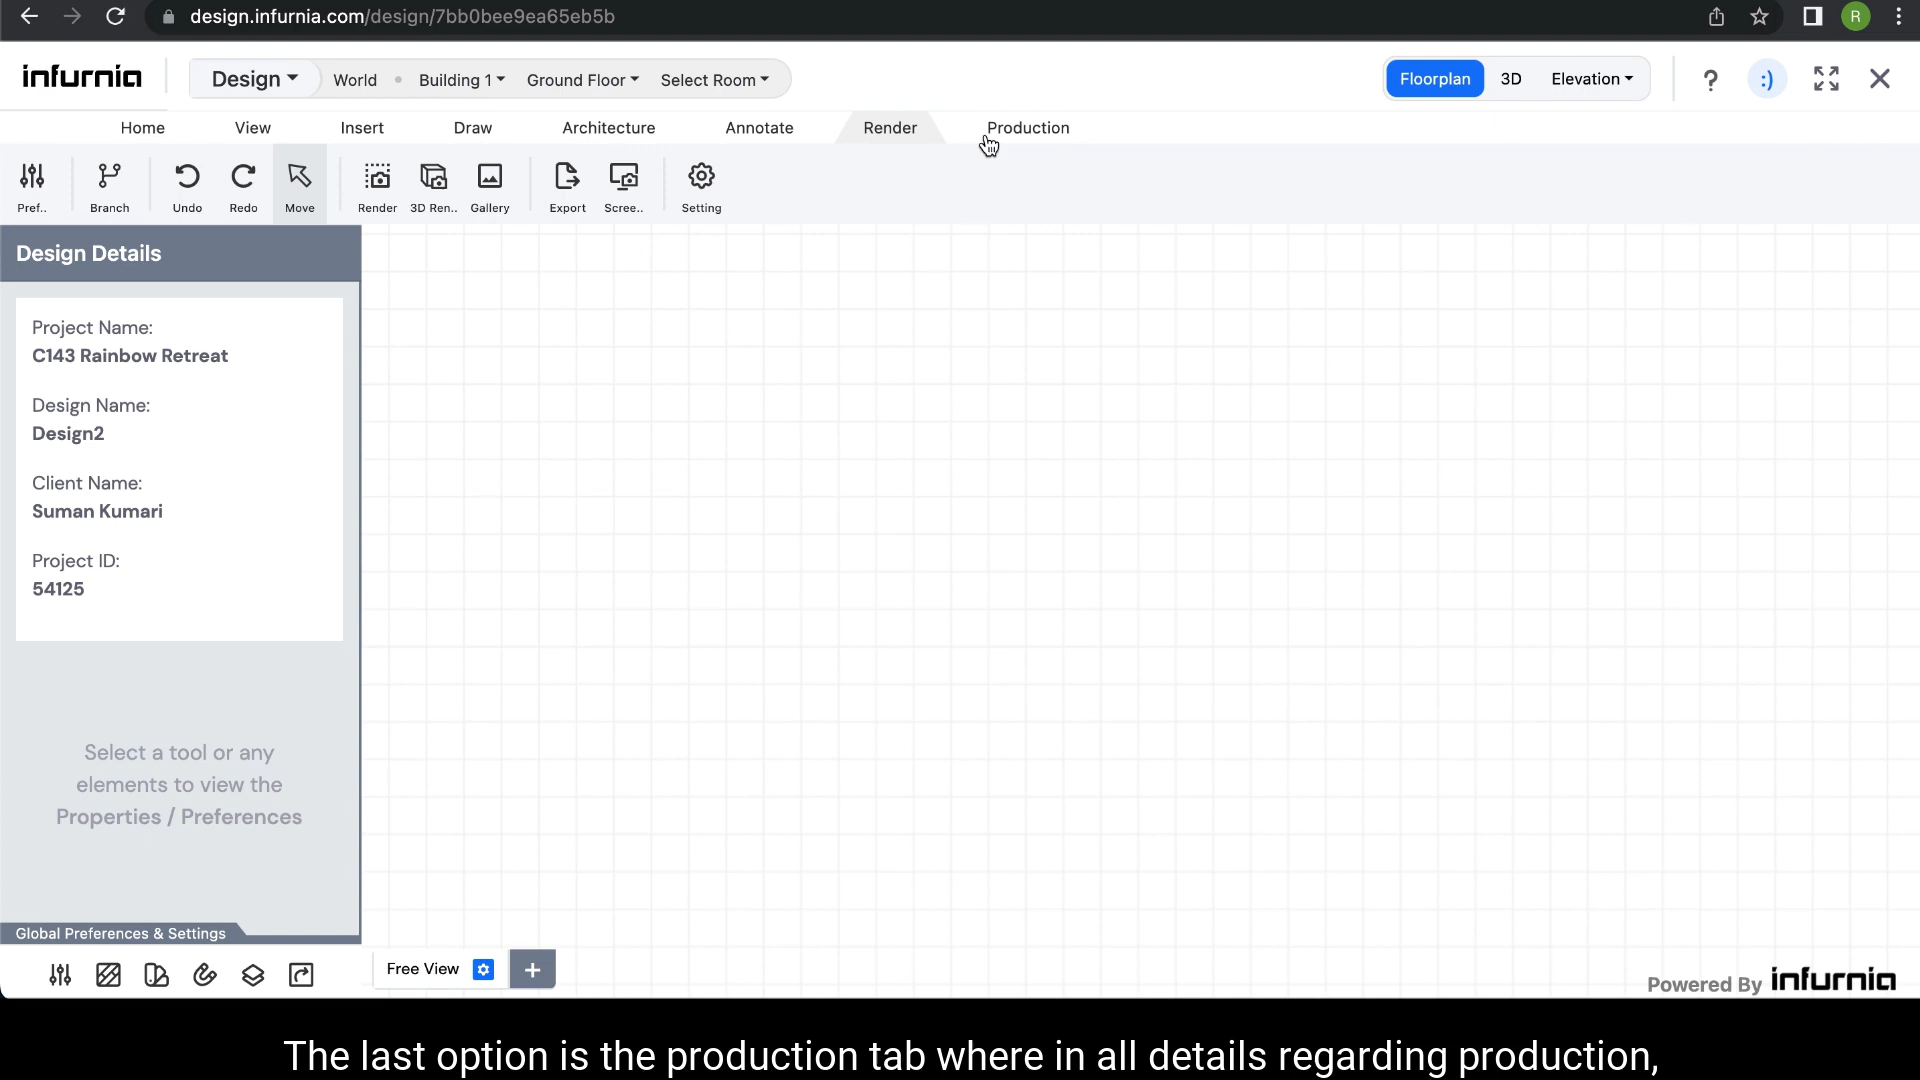 design.infurnia.com/design/7bb0bee9ea65eb5b
R
infurnia
Design
World
Building 1
Ground Floor
Select Room
Floorplan
3D
Elevation
?
:)
Home
View
Insert
Draw
Architecture
Annotate
Render
Production
Pref..
Branch
Undo
Redo
Move
Render
3D Ren..
Gallery
Export
Scree..
Setting
Design Details
Project Name:
C143 Rainbow Retreat
Design Name:
Design2
Client Name:
Suman Kumari
Project ID:
54125
Select a tool or any
elements to view the
Properties / Preferences
Global Preferences & Settings
Free View
+
Powered By infurnia
The last option is the production tab where in all details regarding production,